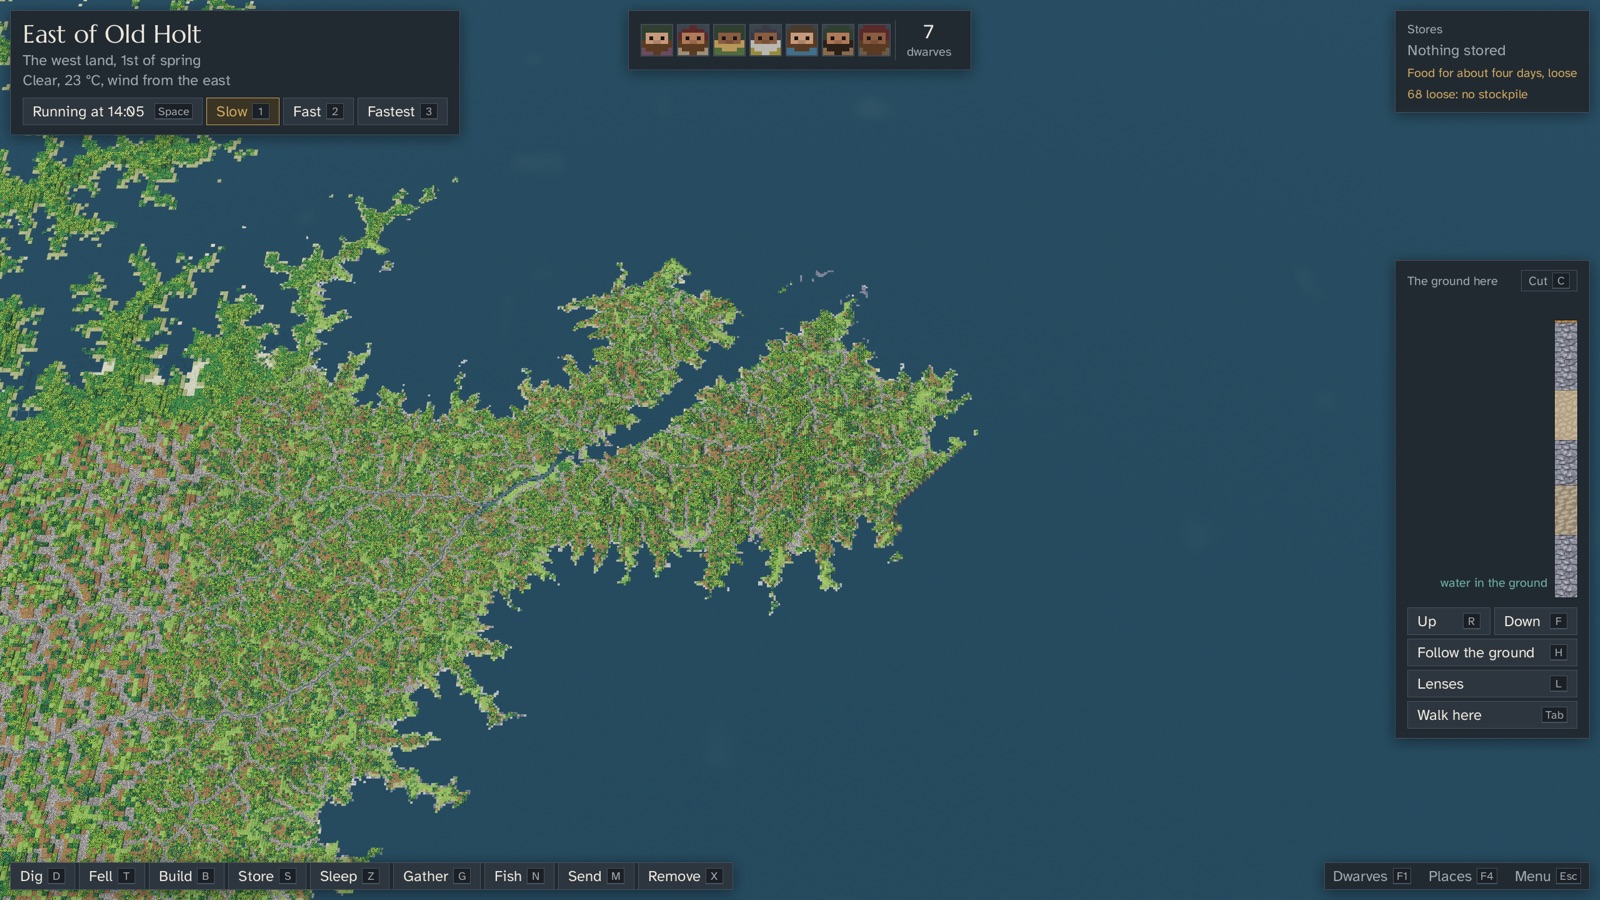 East of Old Holt
The west land, 1st of spring
Clear, 23 °C, wind from the east
Running at 14:05 Space
Slow 1
Fast 2
Fastest 3
7
dwarves
Stores
Nothing stored
Food for about four days, loose
68 loose: no stockpile
The ground here
Cut C
water in the ground
Up R
Down F
Follow the ground H
Lenses L
Walk here Tab
Dig D
Fell T
Build B
Store S
Sleep Z
Gather G
Fish N
Send M
Remove X
Dwarves F1
Places F4
Menu Esc